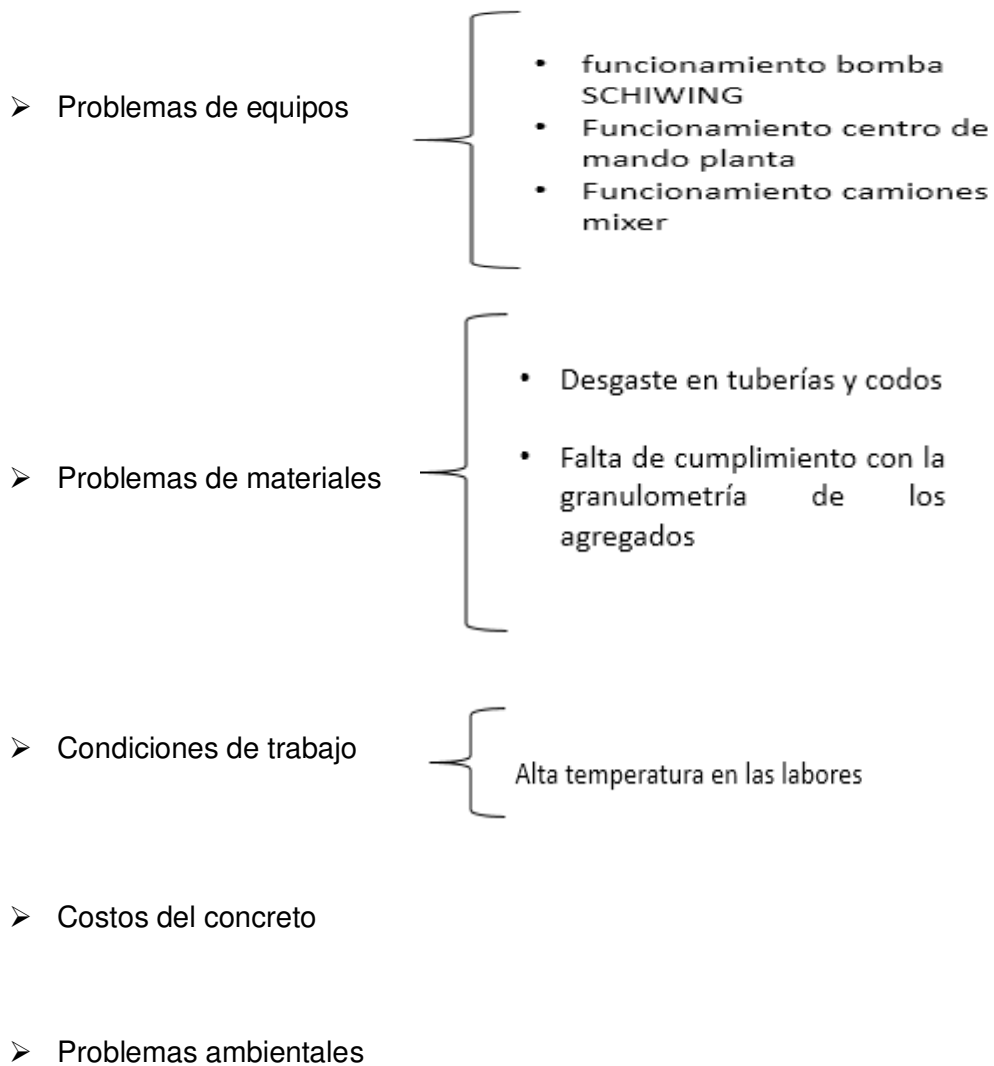 ➢ Problemas de equipos
• funcionamiento bomba
SCHIWING
• Funcionamiento centro de
mando planta
• Funcionamiento camiones
mixer
➢ Problemas de materiales
• Desgaste en tuberías y codos
• Falta de cumplimiento con la
granulometría de los
agregados
➢ Condiciones de trabajo
Alta temperatura en las labores
➢ Costos del concreto
➢ Problemas ambientales